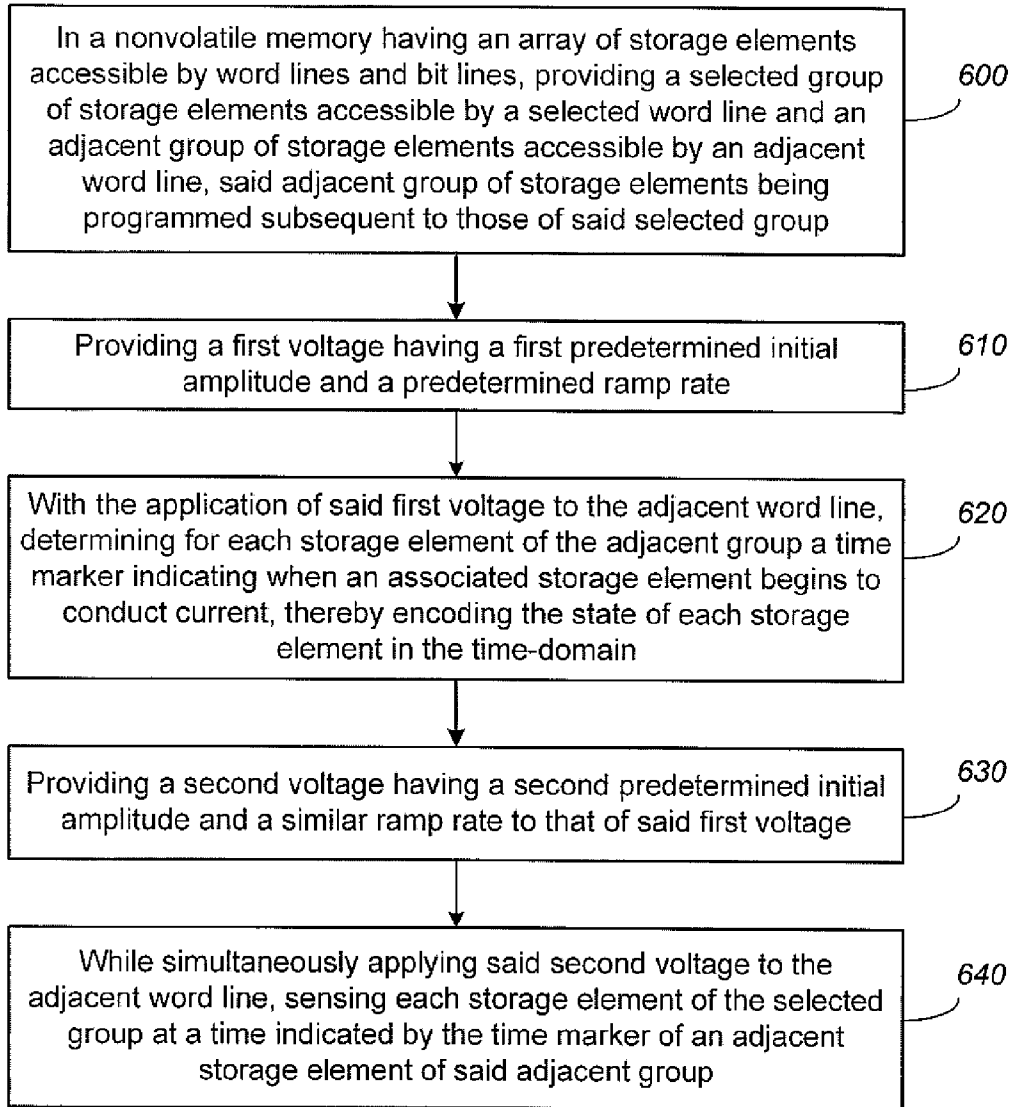 In a nonvolatile memory having an array of storage elements
accessible by word lines and bit lines, providing a selected group
of storage elements accessible by a selected word line and an
adjacent group of storage elements accessible by an adjacent
word line, said adjacent group of storage elements being
programmed subsequent to those of said selected group
600
Providing a first voltage having a first predetermined initial
amplitude and a predetermined ramp rate
610
With the application of said first voltage to the adjacent word line,
determining for each storage element of the adjacent group a time
marker indicating when an associated storage element begins to
conduct current, thereby encoding the state of each storage
element in the time-domain
620
Providing a second voltage having a second predetermined initial
amplitude and a similar ramp rate to that of said first voltage
630
While simultaneously applying said second voltage to the
adjacent word line, sensing each storage element of the selected
group at a time indicated by the time marker of an adjacent
storage element of said adjacent group
640